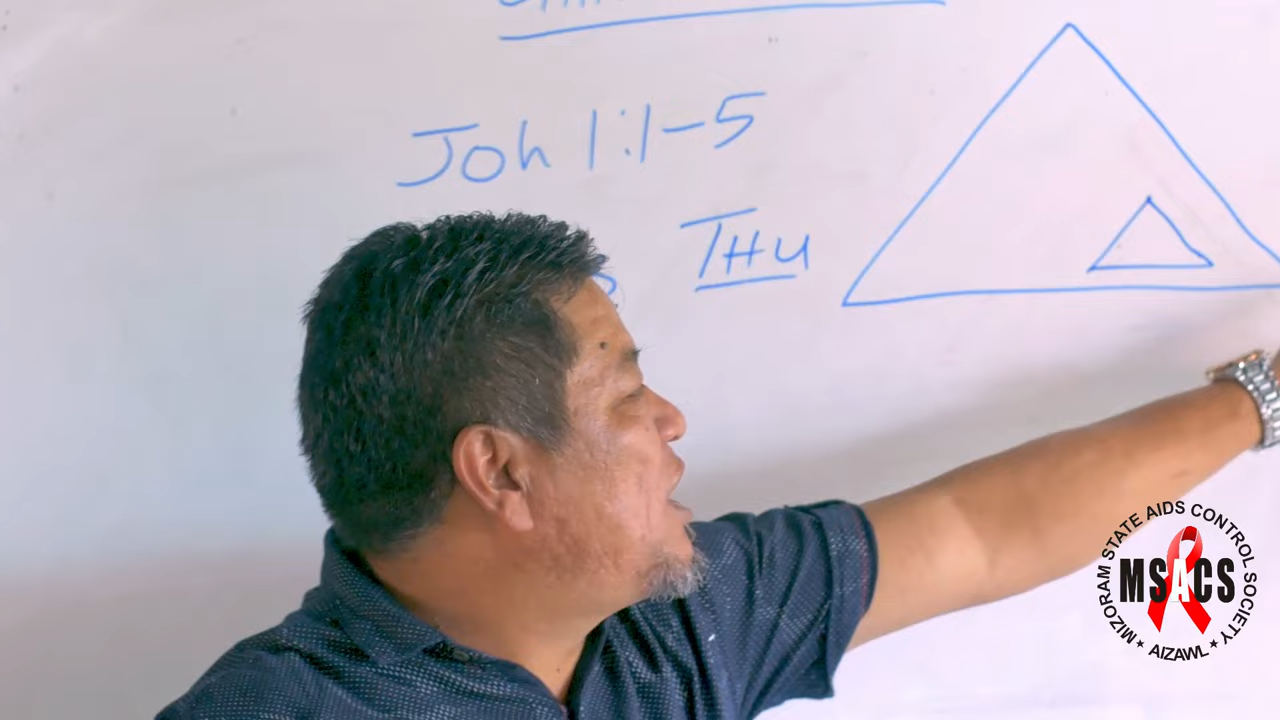 Joh 1:1-5
THU
MIZORAM STATE AIDS CONTROL SOCIETY
MSACS
★ AIZAWL ★